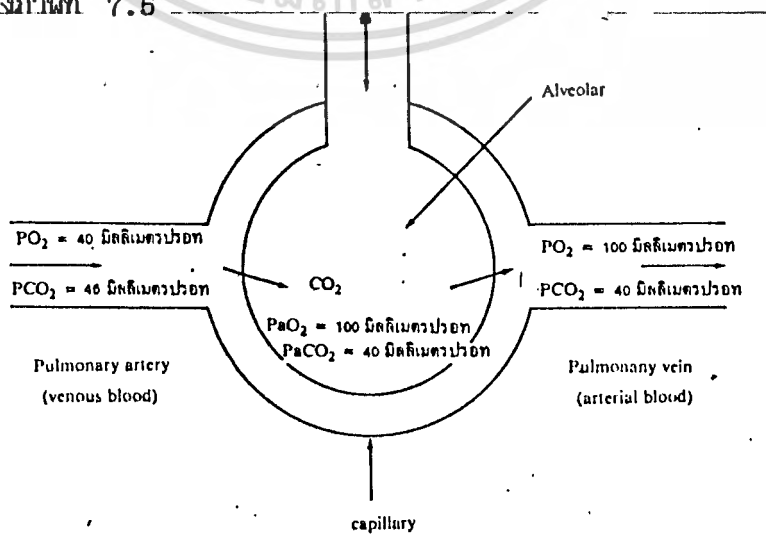 7.6
Alveolar
PO₂ = 40 มิลลิเมตรปรอท
PCO₂ = 46 มิลลิเมตรปรอท
CO₂
PaO₂ = 100 มิลลิเมตรปรอท
PaCO₂ = 40 มิลลิเมตรปรอท
PO₂ = 100 มิลลิเมตรปรอท
PCO₂ = 40 มิลลิเมตรปรอท
Pulmonary artery
(venous blood)
Pulmonany vein
(arterial blood)
capillary